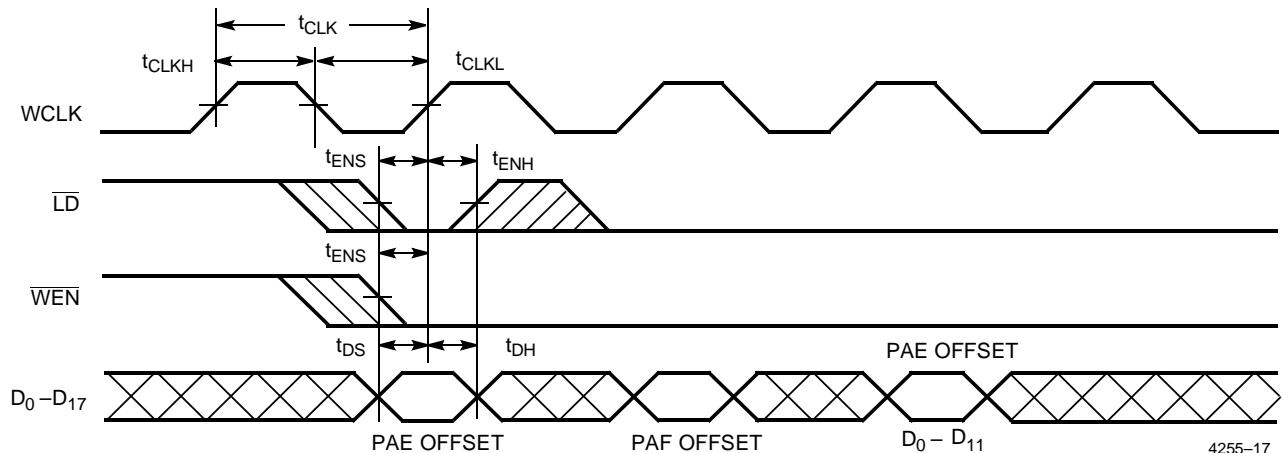 tCLK
tCLKH
tCLKL
WCLK
tENS
tENH
LD
tENS
WEN
tDS
tDH
PAE OFFSET
D0 –D17
PAE OFFSET
PAF OFFSET
D0 – D11
4255–17